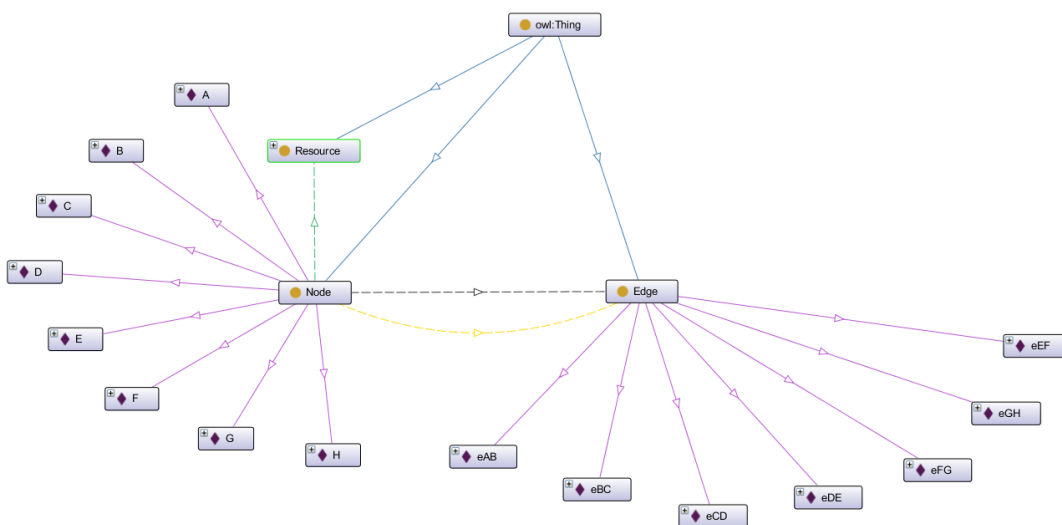 owl:Thing
A
B
Resource
C
D
Node
Edge
E
eEF
F
eGH
G
H
eAB
eFG
eBC
eDE
eCD